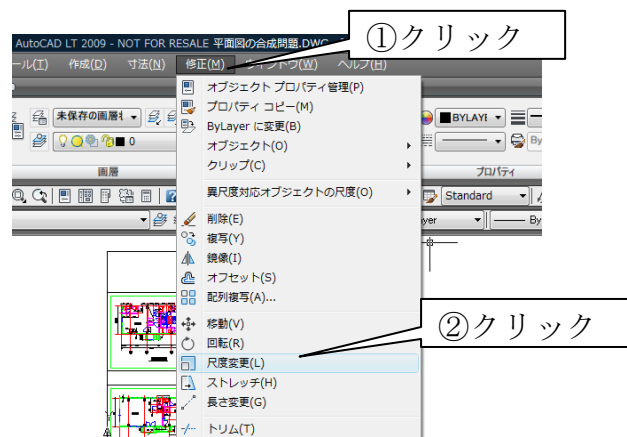 AutoCAD LT 2009 - NOT FOR RESALE 平面図の合成問題.DWG
①クリック
ール(T) 作成(D) 寸法(N) 修正(M) ウィンドウ(W) ヘルプ(H)
オブジェクト プロパティ管理(P)
プロパティ コピー(M)
未保存の画層
BYLAYE
ByLayer に変更(B)
0
By
オブジェクト(O)
クリップ(C)
画層
プロパティ
異尺度対応オブジェクトの尺度(O)
Standard
削除(E)
yer
By
複写(Y)
鏡像(I)
オフセット(S)
配列複写(A)...
移動(V)
②クリック
回転(R)
尺度変更(L)
ストレッチ(H)
長さ変更(G)
トリム(T)